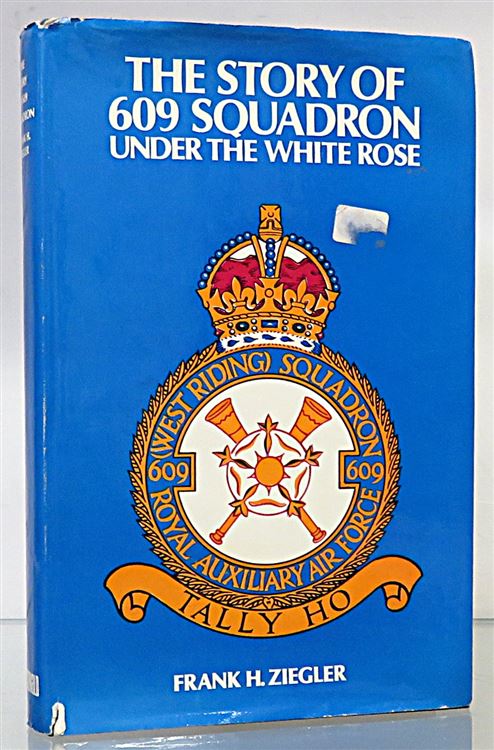 THE STORY OF
609 SQUADRON
UNDER THE WHITE ROSE
(WEST RIDING) SQUADRON
609
609
ROYAL AUXILIARY AIR FORCE
TALLY HO
FRANK H. ZIEGLER